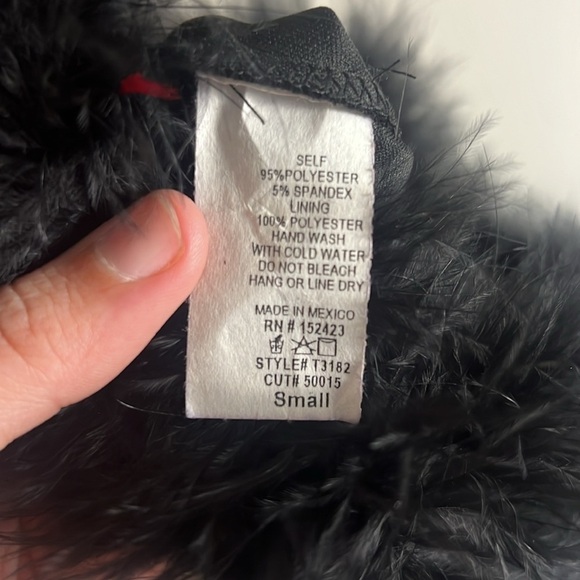 SELF
95%POLYESTER
5% SPANDEX
LINING
100% POLYESTER
HAND WASH
WITH COLD WATER
DO NOT BLEACH
HANG OR LINE DRY
MADE IN MEXICO
RN # 152423
STYLE# T3182
CUT# 50015
Small